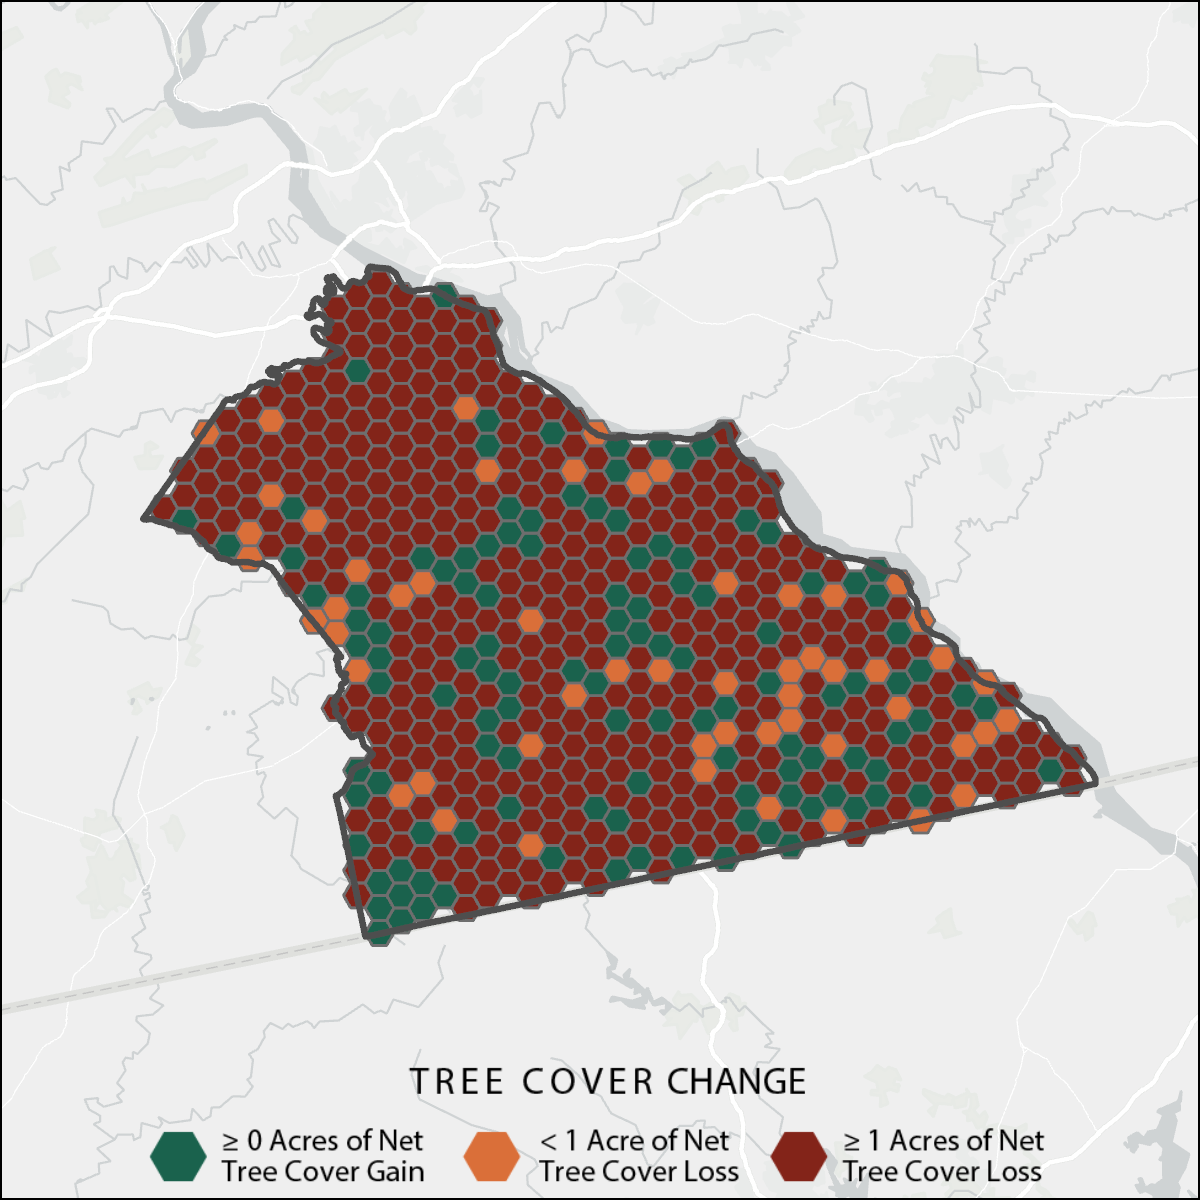 TREE COVER CHANGE
≥ 0 Acres of Net
Tree Cover Gain
< 1 Acre of Net
Tree Cover Loss
≥ 1 Acres of Net
Tree Cover Loss